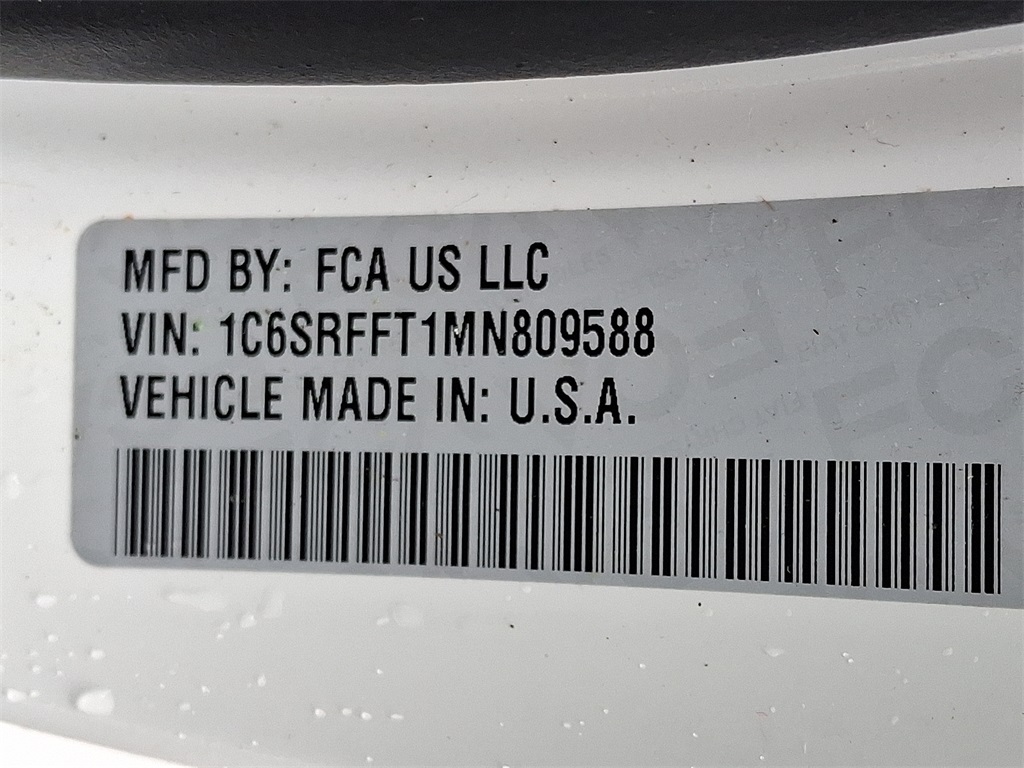 MFD BY: FCA US LLC
VIN: 1C6SRFFT1MN809588
VEHICLE MADE IN: U.S.A.